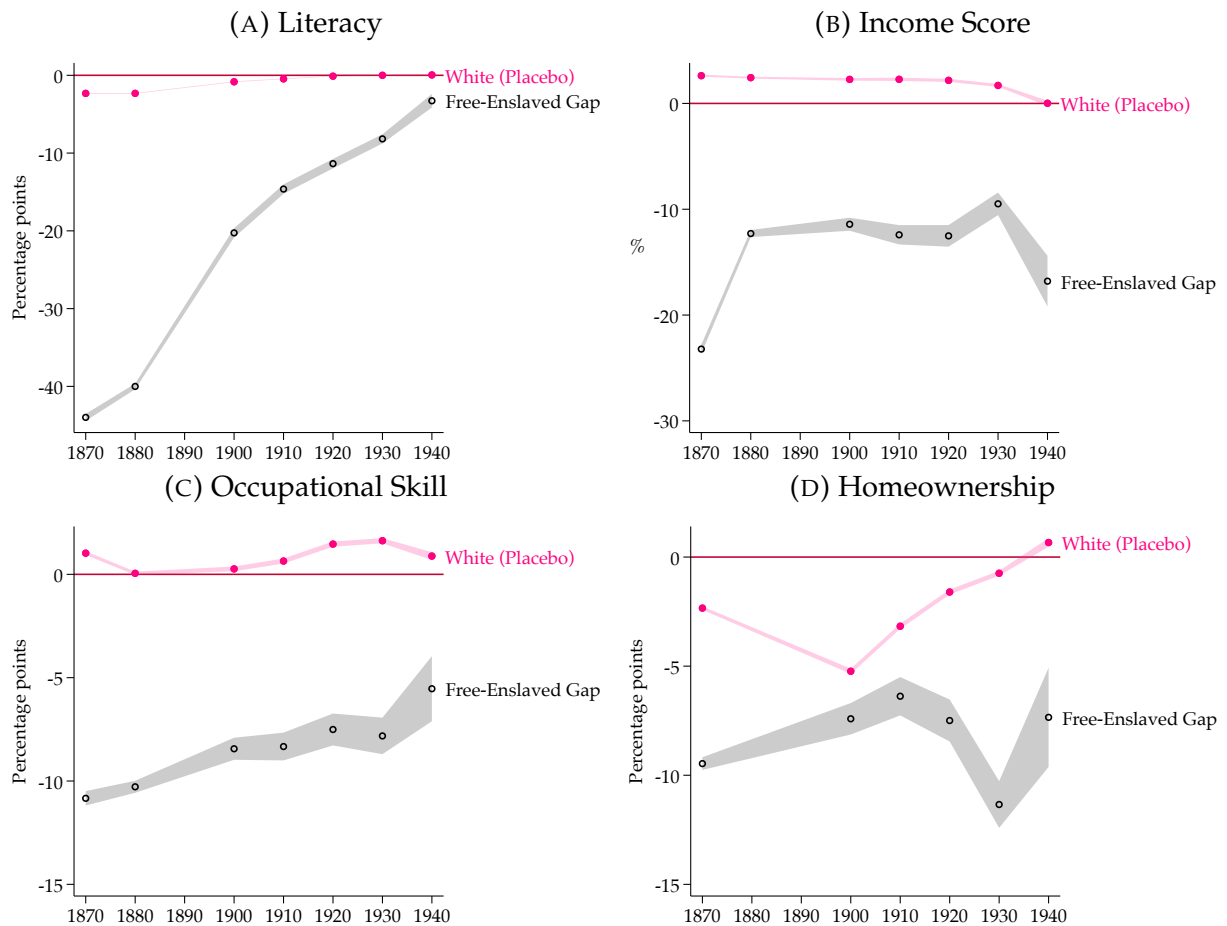 (A) Literacy
Percentage points
0
-10
-20
-30
-40
White (Placebo)
Free-Enslaved Gap
1870 1880 1890 1900 1910 1920 1930 1940
(B) Income Score
%
0
-10
-20
-30
White (Placebo)
Free-Enslaved Gap
1870 1880 1890 1900 1910 1920 1930 1940
(C) Occupational Skill
Percentage points
0
-5
-10
-15
White (Placebo)
Free-Enslaved Gap
1870 1880 1890 1900 1910 1920 1930 1940
(D) Homeownership
Percentage points
0
-5
-10
-15
White (Placebo)
Free-Enslaved Gap
1870 1880 1890 1900 1910 1920 1930 1940